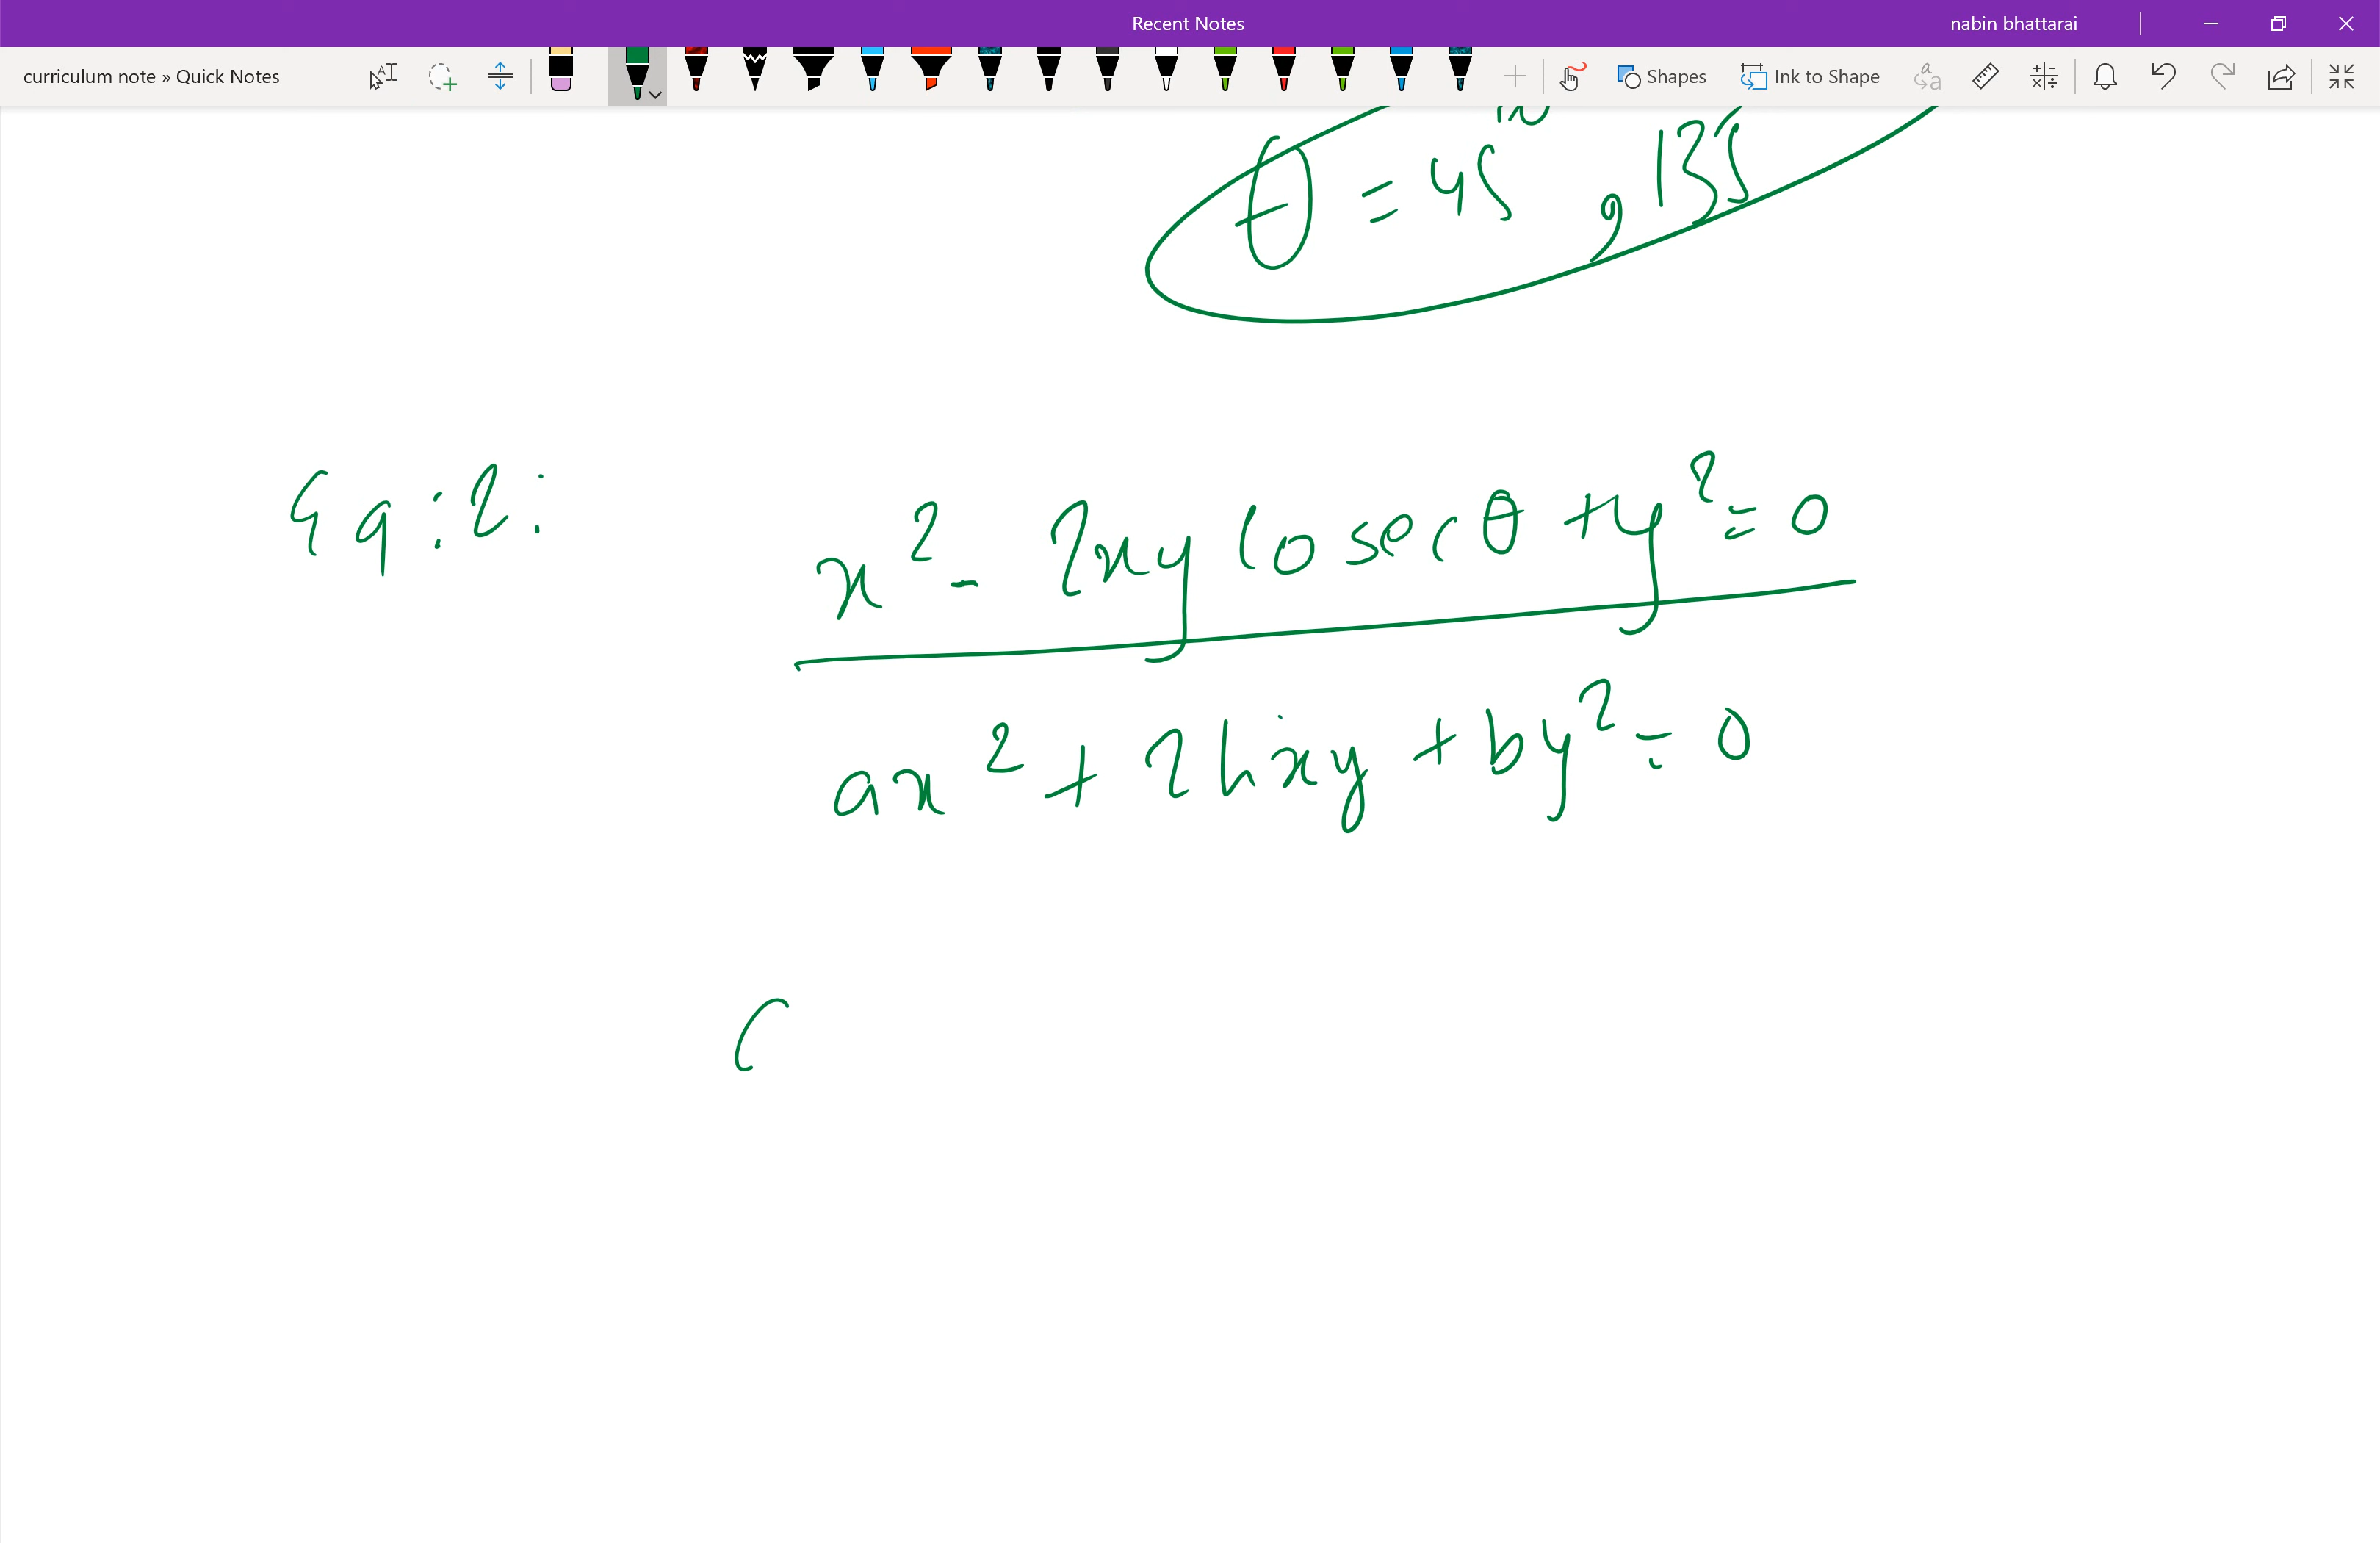 Recent Notes
nabin bhattarai
curriculum note » Quick Notes
Shapes
Ink to Shape
θ = 45, 135
Eg:2: x² - 2xy cosecθ + y² = 0
ax² + 2hxy + by² = 0
(